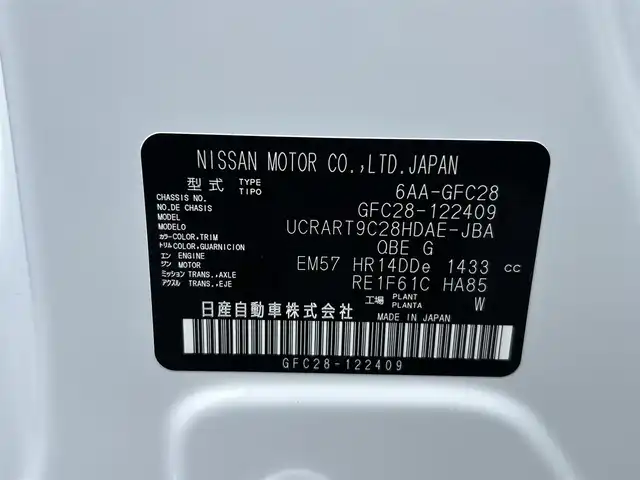 NISSAN MOTOR CO.,LTD.JAPAN
型式 TYPE TIPO 6AA-GFC28
CHASSIS NO. NO.DE CHASIS GFC28-122409
MODEL MODELO UCRART9C28HDAE-JBA
カラー COLOR,TRIM トリム COLOR,GUARNICION QBE G
エン ENGINE ジン MOTOR EM57 HR14DDe 1433 cc
ミッション TRANS.,AXLE アクスル TRANS.,EJE RE1F61C HA85
工場 PLANT PLANTA W
日産自動車株式会社 MADE IN JAPAN
GFC28-122409